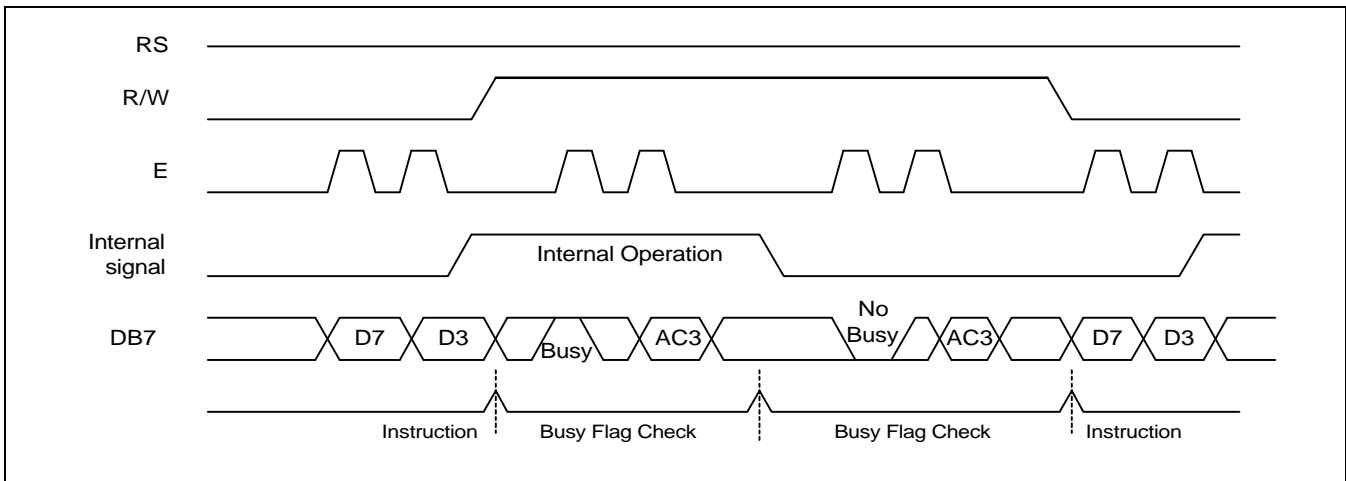 RS
R/W
E
Internal
signal
Internal Operation
DB7
D7
D3
Busy
AC3
No
Busy
AC3
D7
D3
Instruction
Busy Flag Check
Busy Flag Check
Instruction